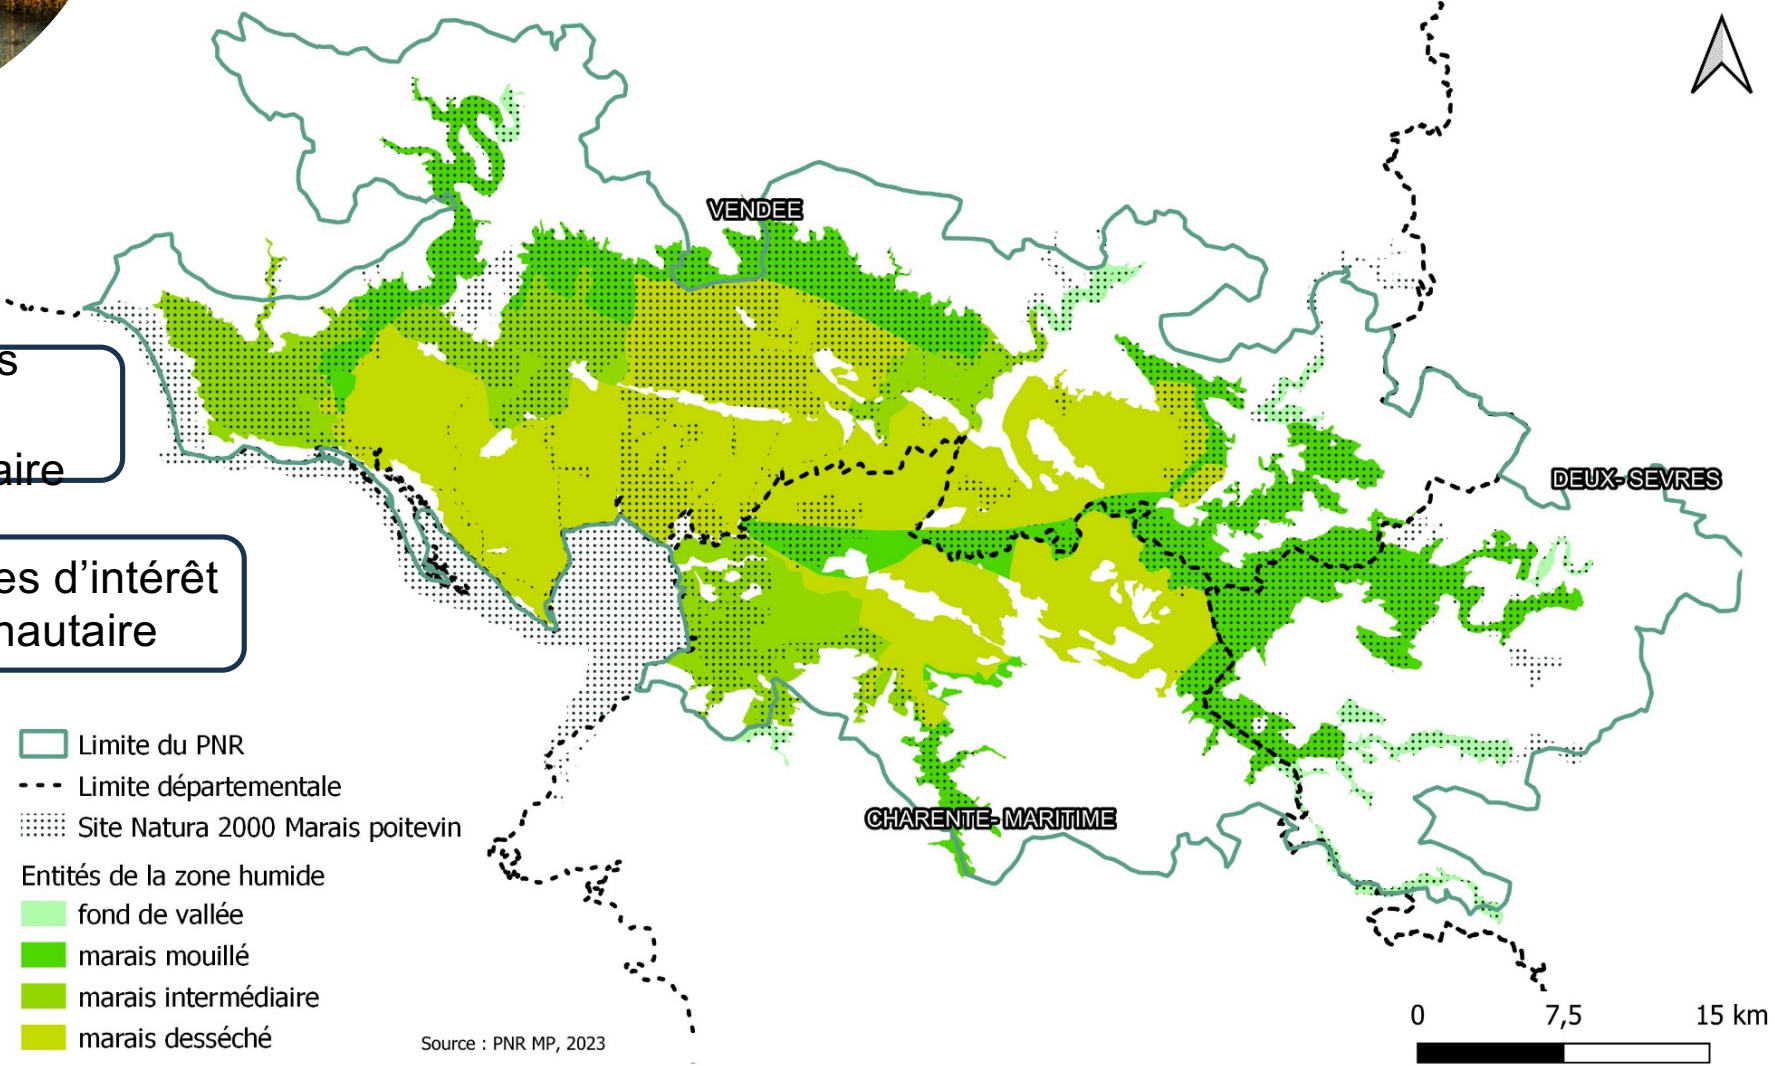 VENDEE
s
aire
DEUX- SEVRES
es d’intérêt
nautaire
Limite du PNR
Limite départementale
Site Natura 2000 Marais poitevin
CHARENTE- MARITIME
Entités de la zone humide
fond de vallée
marais mouillé
marais intermédiaire
marais desséché
Source : PNR MP, 2023
0 7,5 15 km